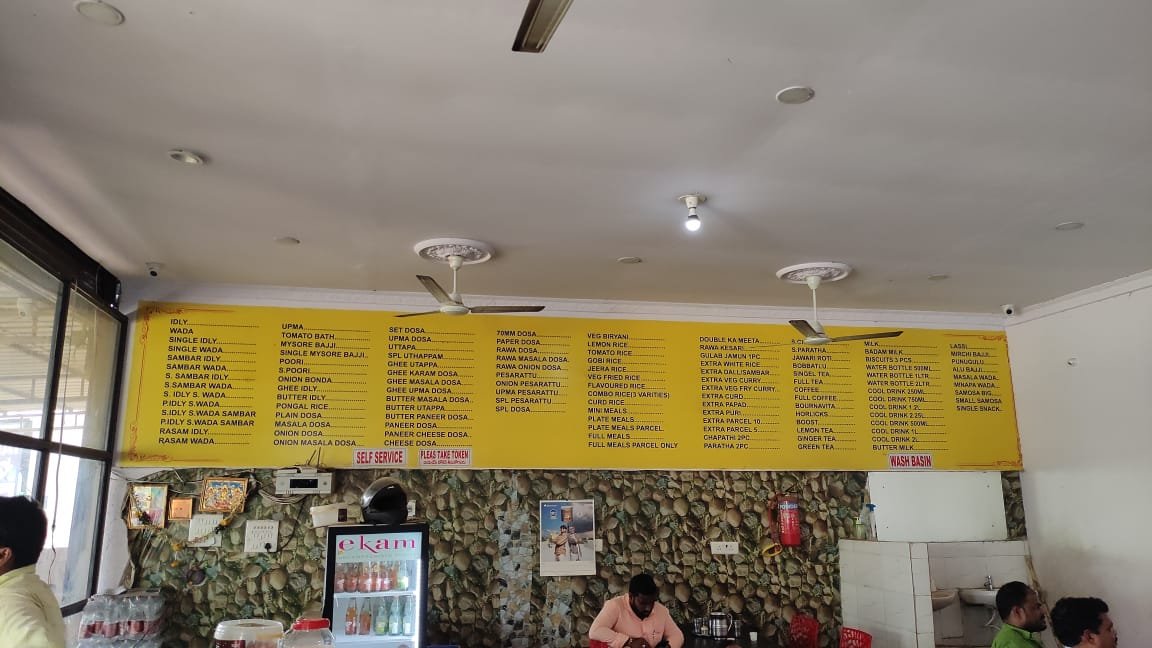 IDLY
WADA
SINGLE IDLY
SINGLE WADA
SAMBAR IDLY
SAMBAR WADA
S. SAMBAR IDLY
S.SAMBAR WADA
S. IDLY S. WADA
P.IDLY S.WADA
S.IDLY S.WADA SAMBAR
P.IDLY S.WADA SAMBAR
RASAM IDLY
RASAM WADA
UPMA
TOMATO BATH
MYSORE BAJJI
SINGLE MYSORE BAJJI
POORI
S.POORI
ONION BONDA
GHEE IDLY
BUTTER IDLY
PONGAL RICE
PLAIN DOSA
MASALA DOSA
ONION DOSA
ONION MASALA DOSA
SET DOSA
UPMA DOSA
UTTAPA
SPL UTHAPPAM
GHEE UTAPPA
GHEE KARAM DOSA
GHEE MASALA DOSA
GHEE UPMA DOSA
BUTTER MASALA DOSA
BUTTER UTAPPA
BUTTER PANEER DOSA
PANEER DOSA
PANEER CHEESE DOSA
CHEESE DOSA
70MM DOSA
PAPER DOSA
RAWA DOSA
RAWA MASALA DOSA
RAWA ONION DOSA
PESARATTU
ONION PESARATTU
UPMA PESARATTU
SPL PESARATTU
SPL DOSA
VEG BIRYANI
LEMON RICE
TOMATO RICE
GOBI RICE
JEERA RICE
VEG FRIED RICE
FLAVOURED RICE
COMBO RICE(3 VARITIES)
CURD RICE
MINI MEALS
PLATE MEALS
PLATE MEALS PARCEL
FULL MEALS
FULL MEALS PARCEL ONLY
DOUBLE KA MEETA
RAWA KESARI
GULAB JAMUN 1PC
EXTRA WHITE RICE
EXTRA DALL/SAMBAR
EXTRA VEG CURRY
EXTRA VEG FRY CURRY
EXTRA CURD
EXTRA PAPAD
EXTRA PURI
EXTRA PARCEL 10
EXTRA PARCEL 5
CHAPATHI 2PC
PARATHA 2PC
S.PARATHA
JAWARI ROTI
BOBBATLU
SINGEL TEA
FULL TEA
COFFEE
FULL COFFEE
BOURNAVITA
HORLICKS
BOOST
LEMON TEA
GINGER TEA
GREEN TEA
MILK
BADAM MILK
BISCUITS 3 PCS
WATER BOTTLE 500ML
WATER BOTTLE 1LTR
WATER BOTTLE 2LTR
COOL DRINK 250ML
COOL DRINK 750ML
COOL DRINK 1.2L
COOL DRINK 2.25L
COOL DRINK 500ML
COOL DRINK 1L
COOL DRINK 2L
BUTTER MILK
LASSI
MIRCHI BAJJI
PUNUGULU
ALU BAJJI
MASALA WADA
MINAPA WADA
SAMOSA BIG
SMALL SAMOSA
SINGLE SNACK
SELF SERVICE
PLEAS TAKE TOKEN
WASH BASIN
ekam